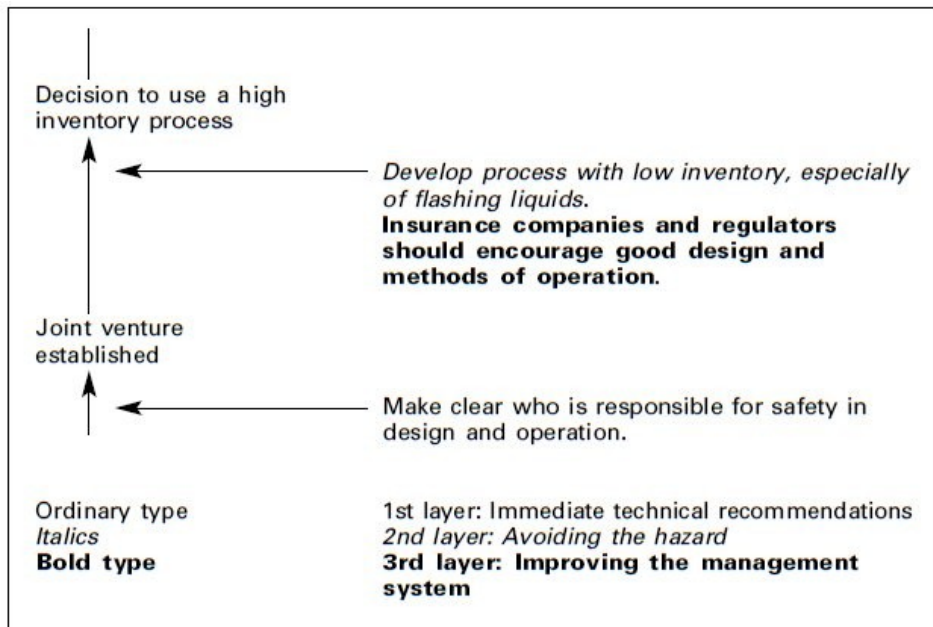 Decision to use a high
inventory process
Develop process with low inventory, especially
of flashing liquids.
Insurance companies and regulators
should encourage good design and
methods of operation.
Joint venture
established
Make clear who is responsible for safety in
design and operation.
Ordinary type
1st layer: Immediate technical recommendations
Italics
2nd layer: Avoiding the hazard
Bold type
3rd layer: Improving the management
system